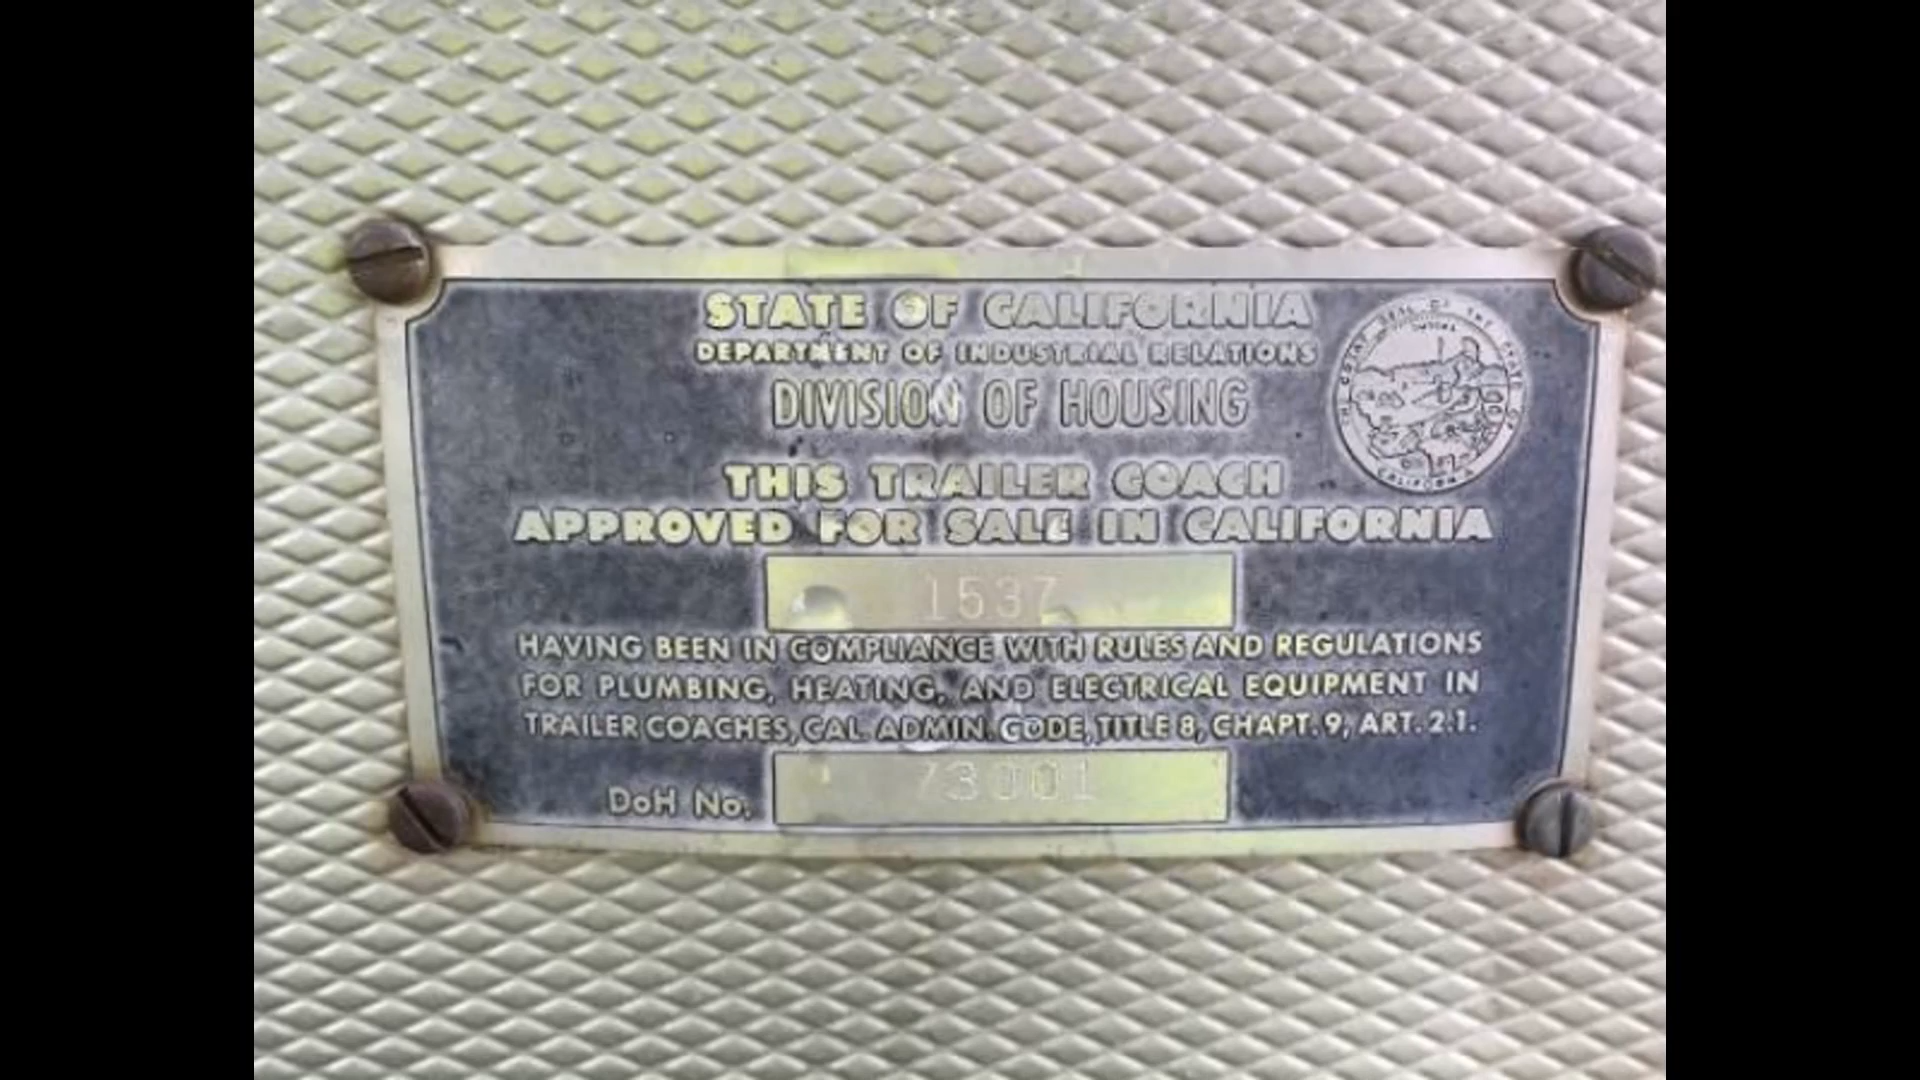 STATE OF CALIFORNIA
DEPARTMENT OF INDUSTRIAL RELATIONS
DIVISION OF HOUSING
THIS TRAILER COACH
APPROVED FOR SALE IN CALIFORNIA
1537
HAVING BEEN IN COMPLIANCE WITH RULES AND REGULATIONS
FOR PLUMBING, HEATING, AND ELECTRICAL EQUIPMENT IN
TRAILER COACHES, CAL. ADMIN. CODE, TITLE 8, CHAPT. 9, ART. 2.1.
DoH No. 73001